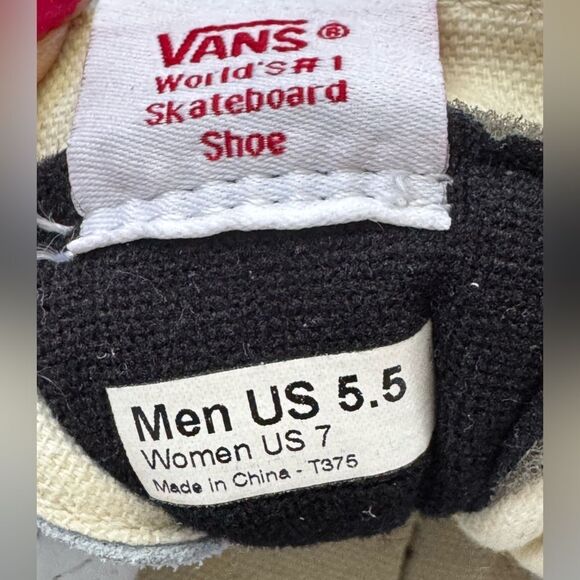 VANS®
World's#1
Skateboard
Shoe
Men US 5.5
Women US 7
Made in China - T375